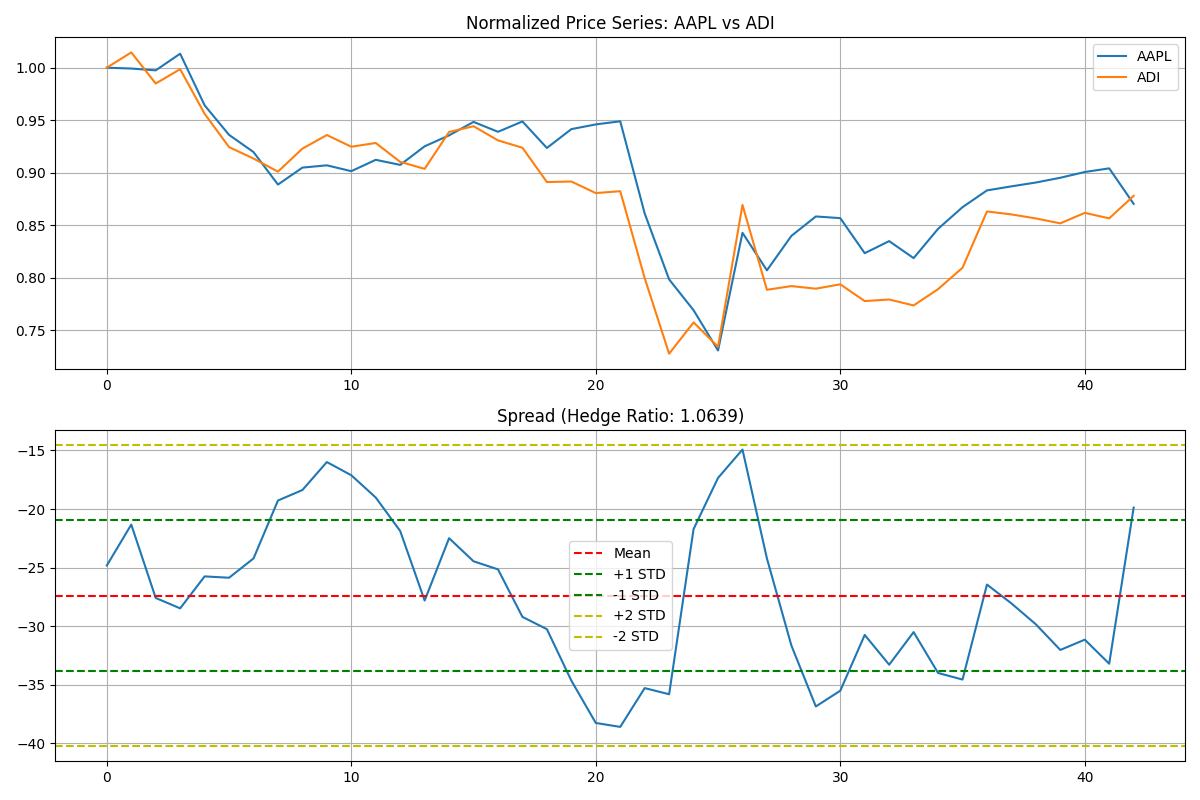 Normalized Price Series: AAPL vs ADI
1.00
0.95
0.90
0.85
0.80
0.75
0
10
20
30
40
AAPL
ADI
Spread (Hedge Ratio: 1.0639)
−15
−20
−25
−30
−35
−40
0
10
20
30
40
Mean
+1 STD
-1 STD
+2 STD
-2 STD